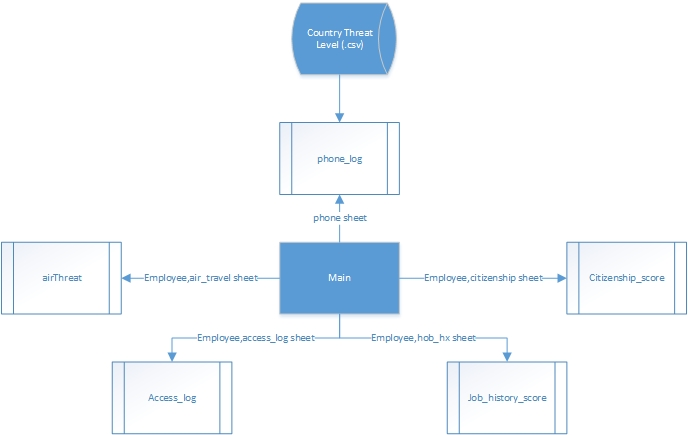 Country Threat
Level (.csv)
phone_log
phone sheet
airThreat
Employee,air_travel sheet
Main
Employee,citizenship sheet
Citizenship_score
Employee,access_log sheet
Employee,hob_hx sheet
Access_log
Job_history_score